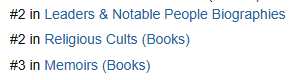 #2 in Leaders & Notable People Biographies
#2 in Religious Cults (Books)
#3 in Memoirs (Books)